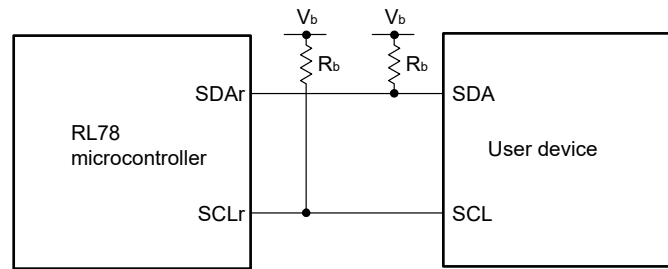 Vb
Vb
Rb
Rb
SDAr
SDA
RL78
microcontroller
User device
SCLr
SCL